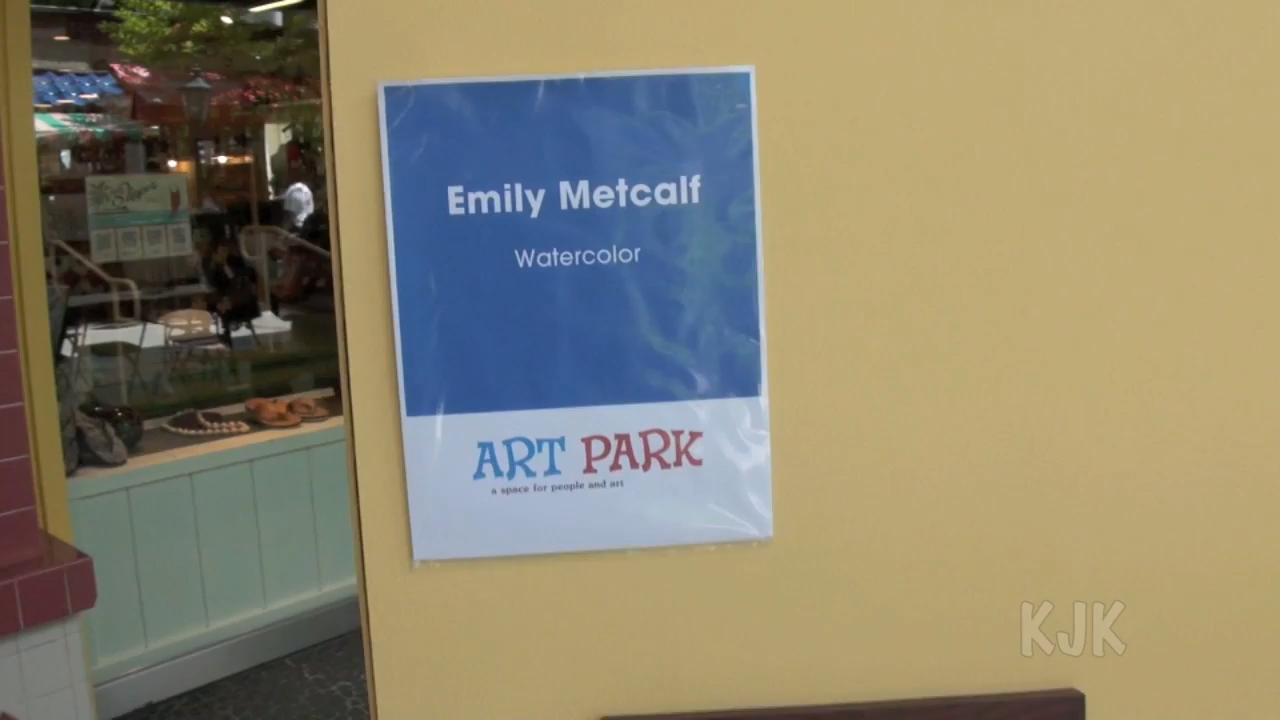 Emily Metcalf
Watercolor
ART PARK
a space for people and art
KJK